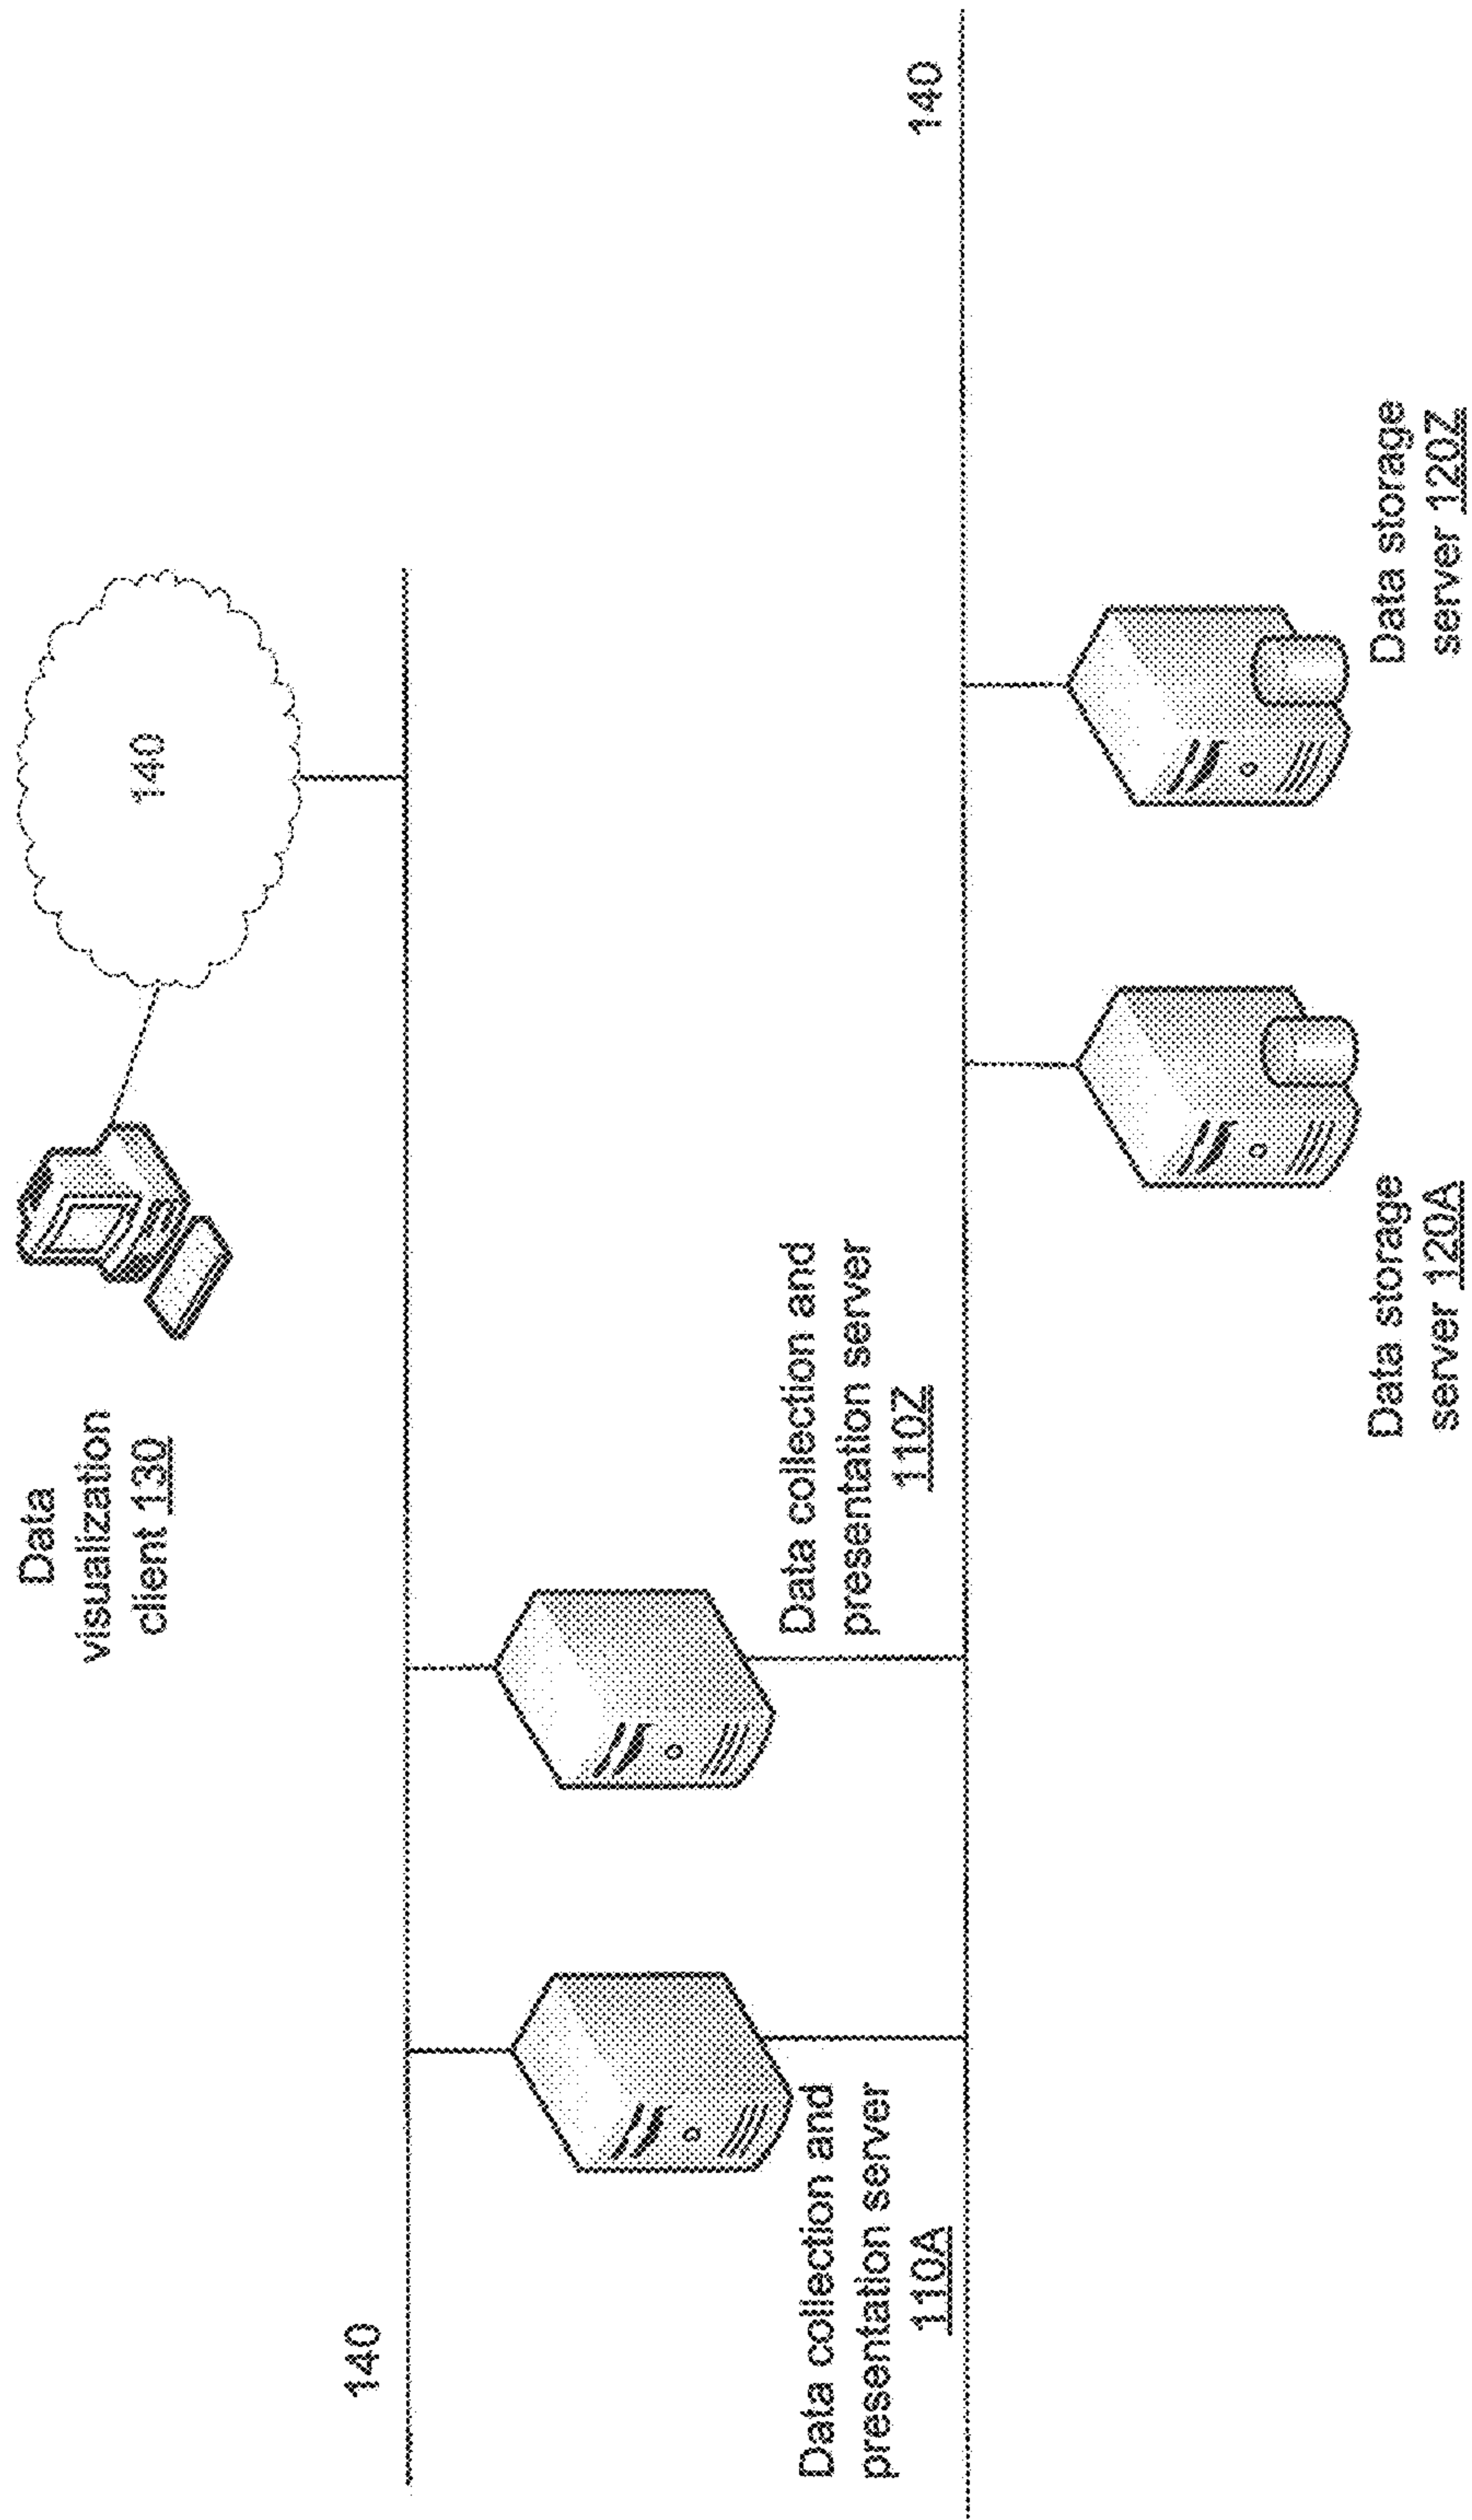 Data
visualization
client 130
140
140
Data collection and
presentation server
110A
Data collection and
presentation server
110Z
140
Data storage
server 120A
Data storage
server 120Z